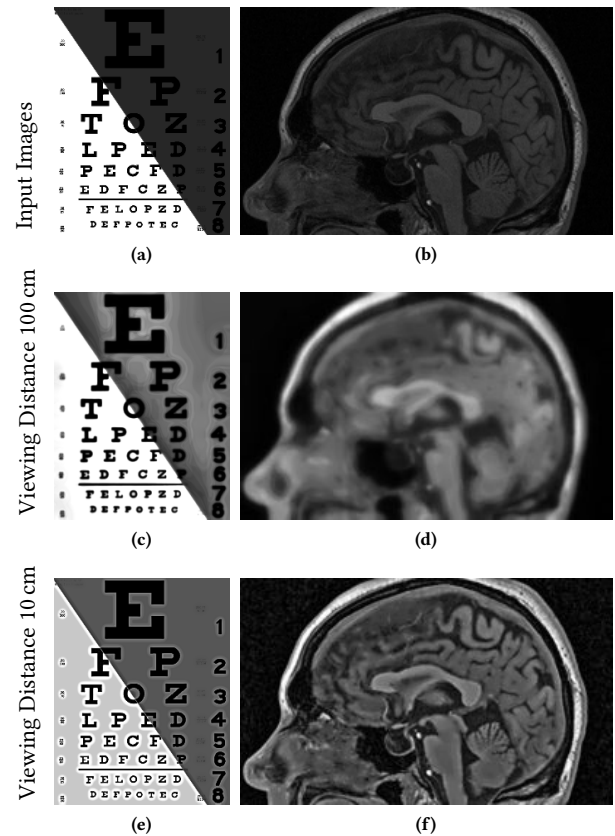 Input Images
E 1
F P 2
T O Z 3
L P E D 4
P E C F D 5
E D F C Z P 6
F E L O P Z D 7
D E F P O T E C 8
(a)
(b)
Viewing Distance 100 cm
E 1
F P 2
T O Z 3
L P E D 4
P E C F D 5
E D F C Z P 6
F E L O P Z D 7
D E F P O T E C 8
(c)
(d)
Viewing Distance 10 cm
E 1
F P 2
T O Z 3
L P E D 4
P E C F D 5
E D F C Z P 6
F E L O P Z D 7
D E F P O T E C 8
(e)
(f)